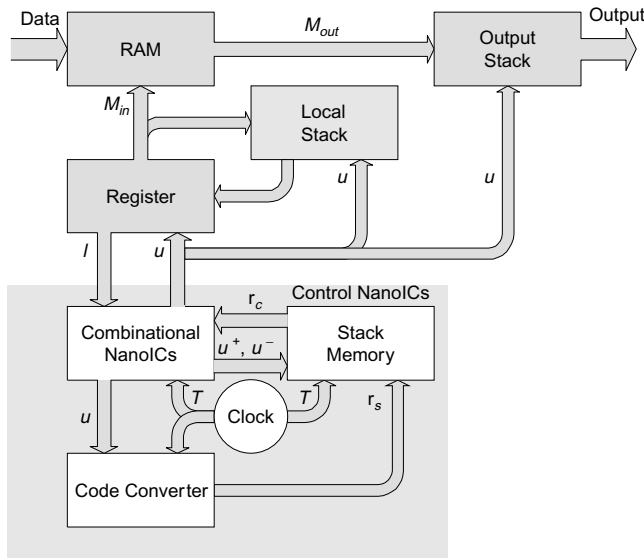 Data
Output
RAM
M_out
Output
Stack
M_in
Local
Stack
Register
u
u
I
u
Control NanoICs
r_c
Combinational
NanoICs
Stack
Memory
u+, u−
T
Clock
T
r_s
u
Code Converter